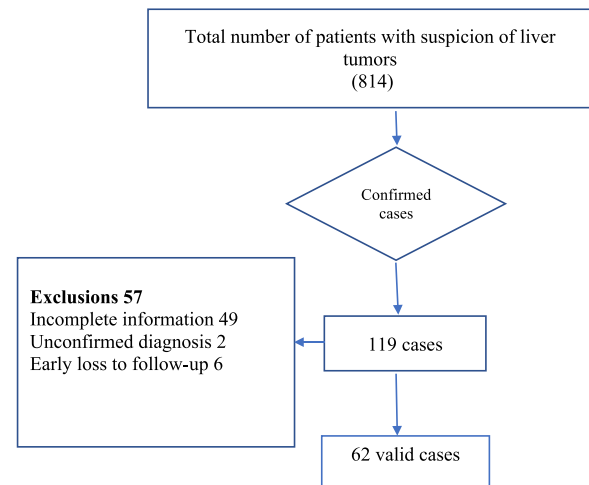 Total number of patients with suspicion of liver
tumors
(814)
Confirmed
cases
Exclusions 57
Incomplete information 49
Unconfirmed diagnosis 2
Early loss to follow-up 6
119 cases
62 valid cases